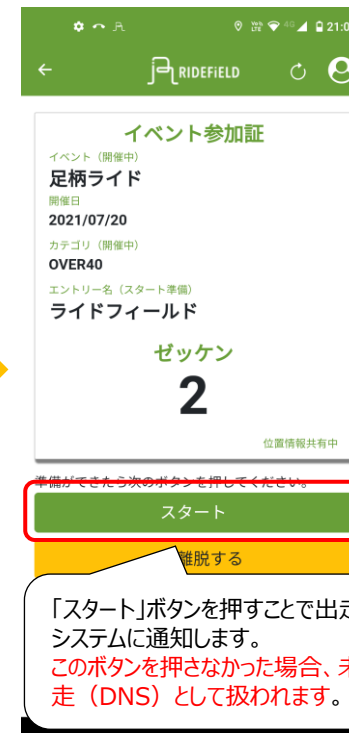 4G 21:0
RIDEFIELD
イベント参加証
イベント（開催中）
足柄ライド
開催日
2021/07/20
カテゴリ（開催中）
OVER40
エントリー名（スタート準備）
ライドフィールド
ゼッケン
2
位置情報共有中
準備ができたら次のボタンを押してください。
スタート
離脱する
「スタート」ボタンを押すことで出走
システムに通知します。
このボタンを押さなかった場合、未
走（DNS）として扱われます。